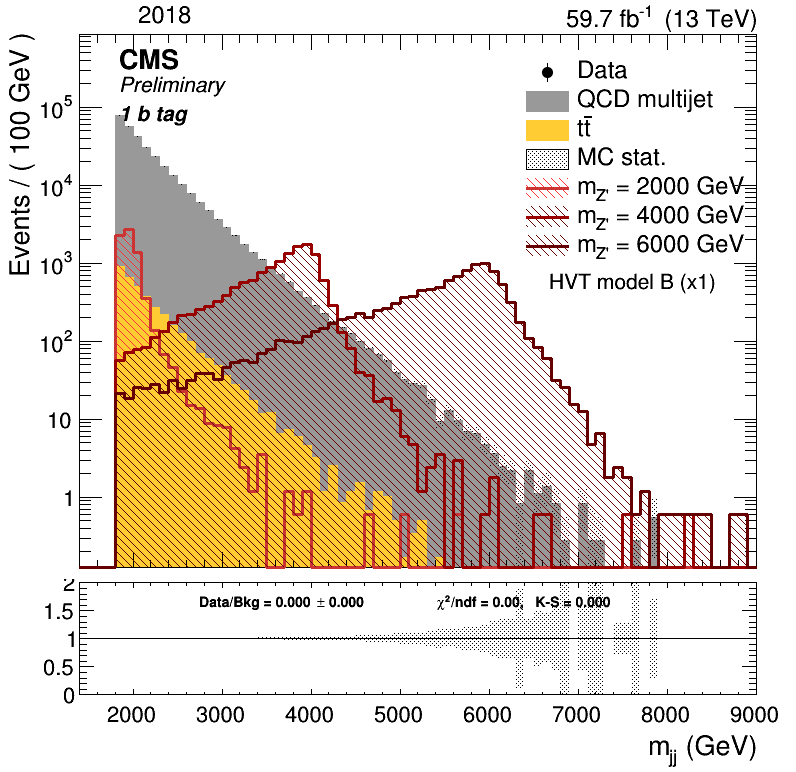 2018
59.7 fb⁻¹ (13 TeV)
CMS
Preliminary
1 b tag
Data
QCD multijet
tt̄
MC stat.
m_Z' = 2000 GeV
m_Z' = 4000 GeV
m_Z' = 6000 GeV
HVT model B (x1)
Events / ( 100 GeV )
10⁵
10⁴
10³
10²
10
1
Data/Bkg = 0.000 ± 0.000
χ²/ndf = 0.00, K-S = 0.000
2
1.5
1
0.5
0
2000 3000 4000 5000 6000 7000 8000 9000
m_jj (GeV)